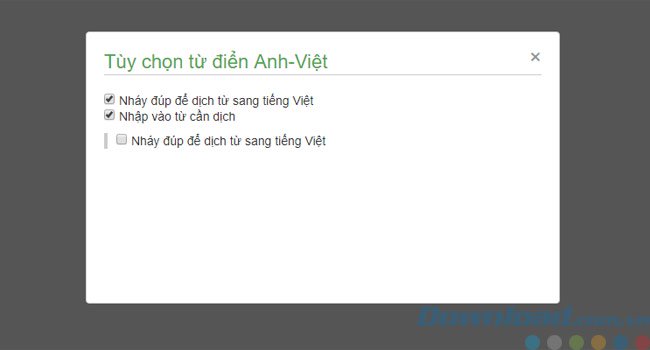 Tùy chọn từ điển Anh-Việt
×
Nháy đúp để dịch từ sang tiếng Việt
Nhập vào từ cần dịch
Nháy đúp để dịch từ sang tiếng Việt
Download.com.vn